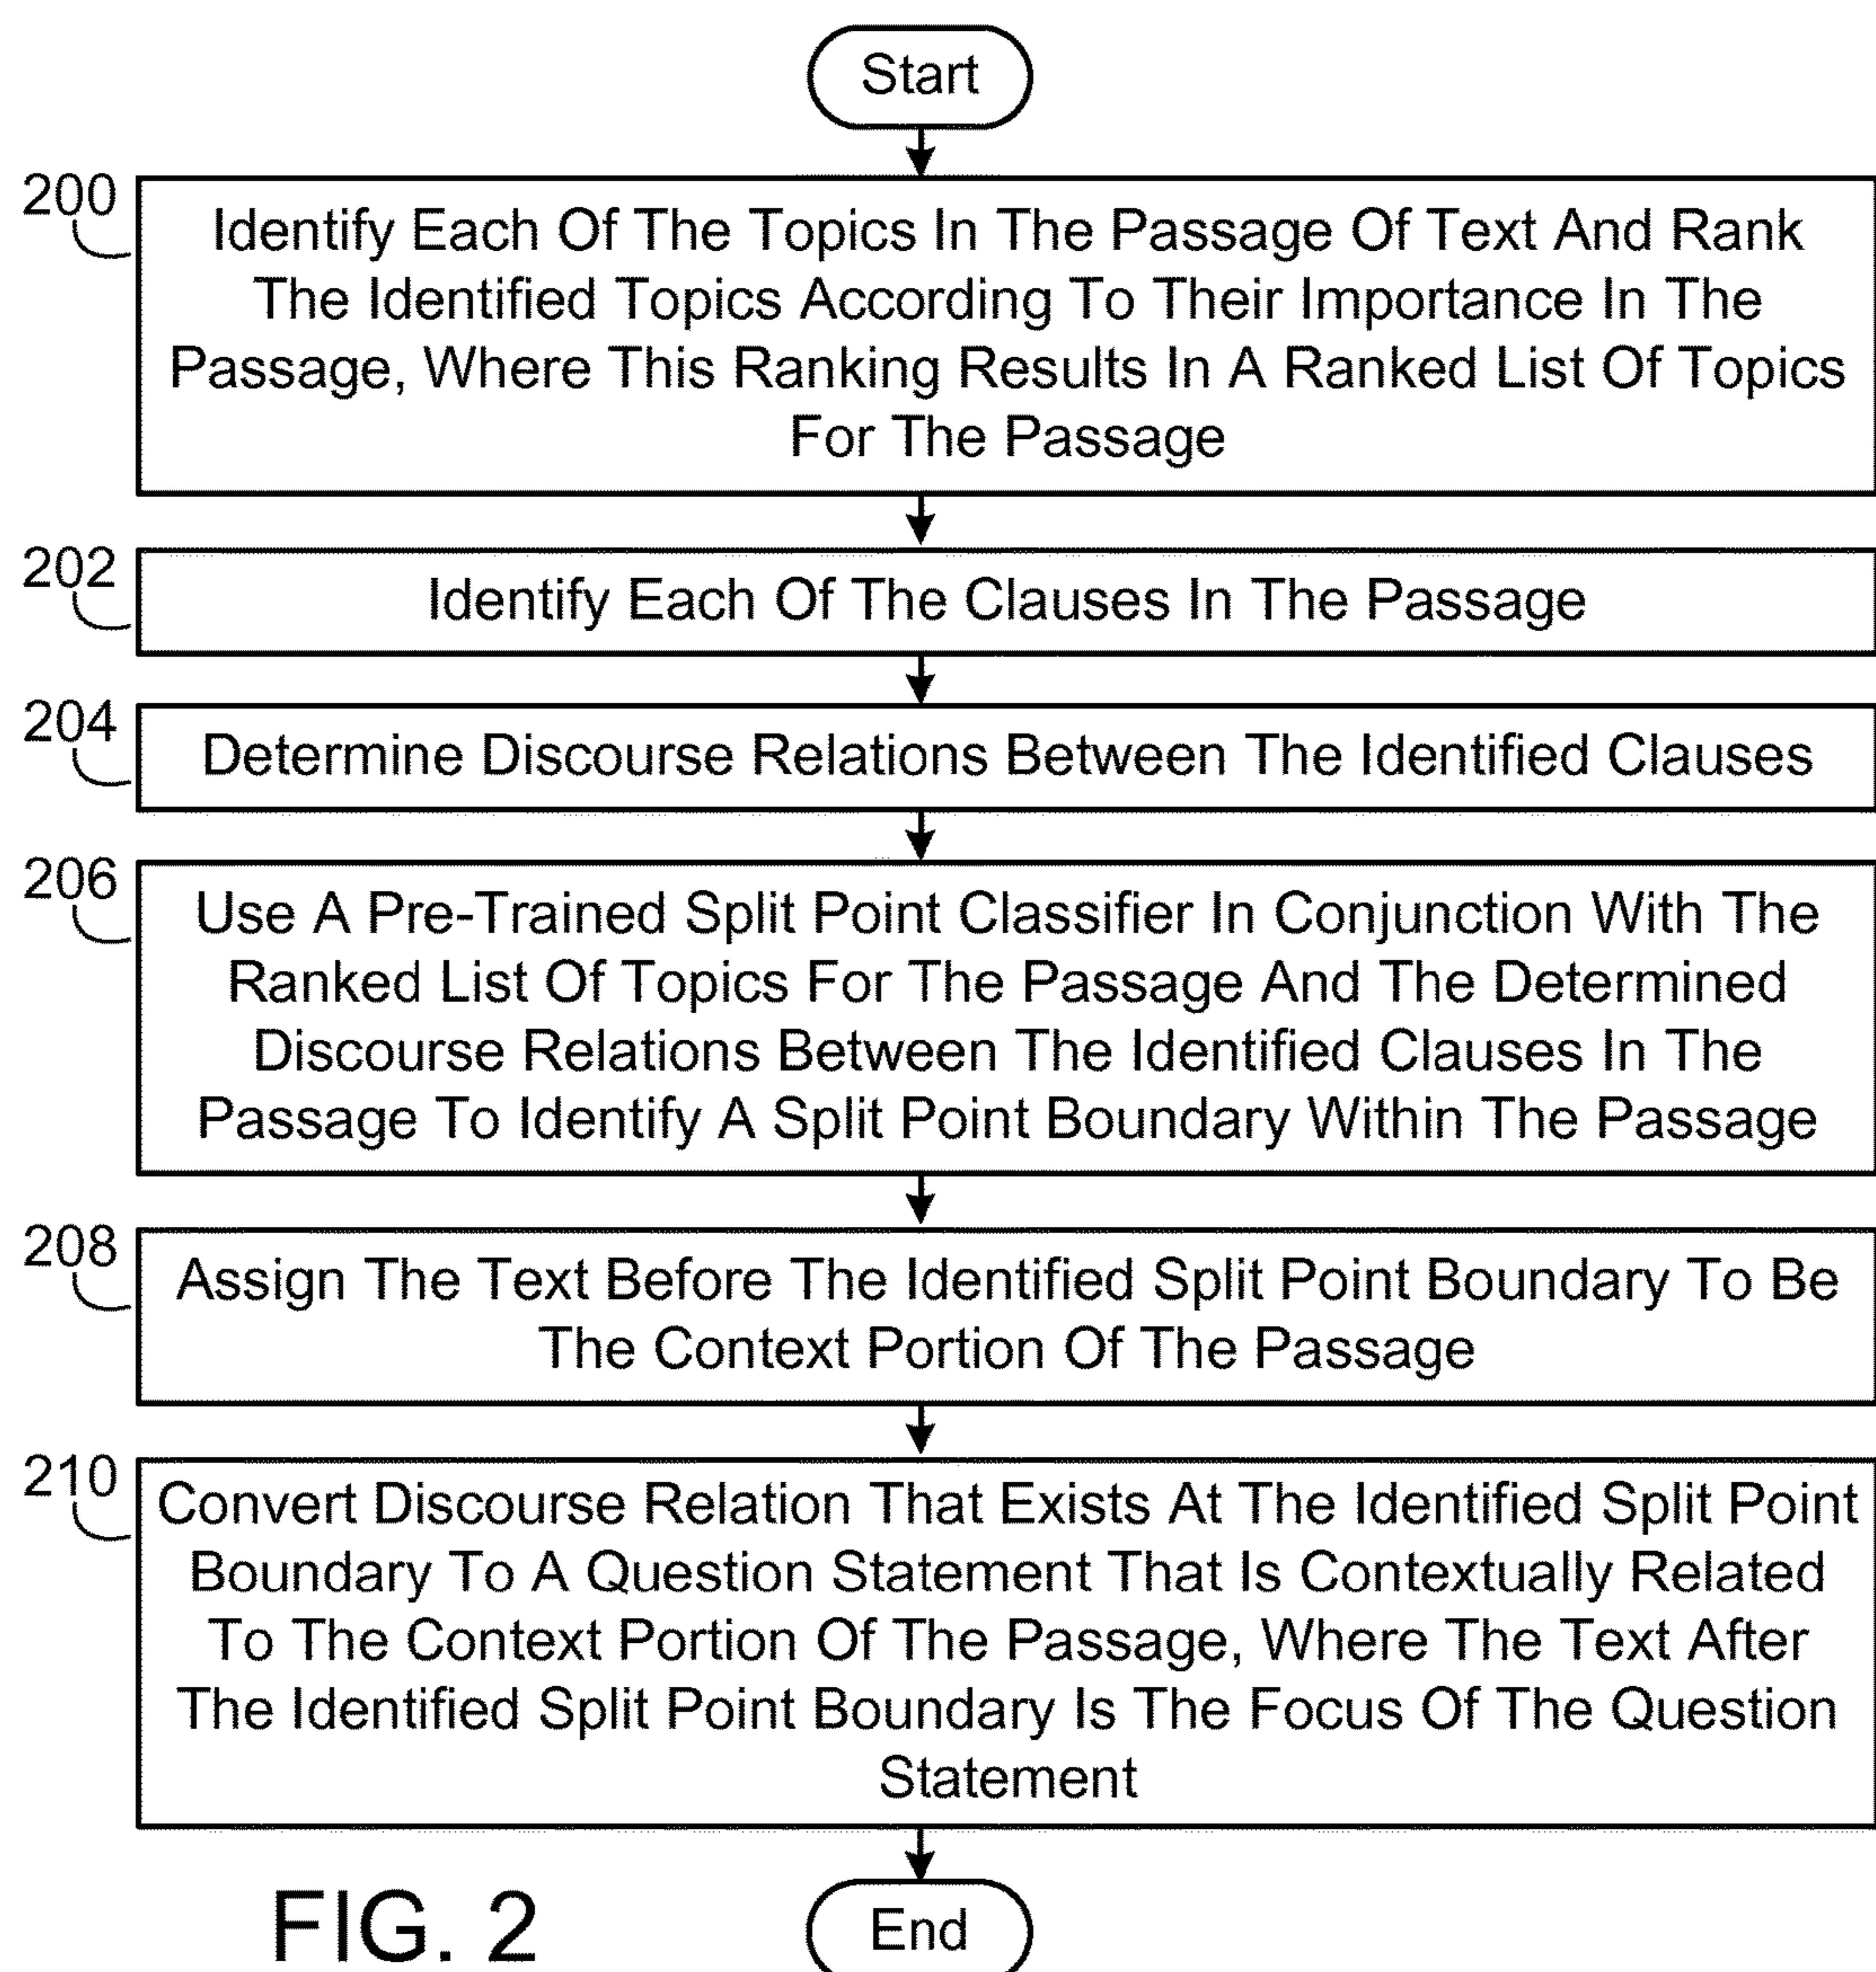 Start
200
Identify Each Of The Topics In The Passage Of Text And Rank
The Identified Topics According To Their Importance In The
Passage, Where This Ranking Results In A Ranked List Of Topics
For The Passage
202
Identify Each Of The Clauses In The Passage
204
Determine Discourse Relations Between The Identified Clauses
206
Use A Pre-Trained Split Point Classifier In Conjunction With The
Ranked List Of Topics For The Passage And The Determined
Discourse Relations Between The Identified Clauses In The
Passage To Identify A Split Point Boundary Within The Passage
208
Assign The Text Before The Identified Split Point Boundary To Be
The Context Portion Of The Passage
210
Convert Discourse Relation That Exists At The Identified Split Point
Boundary To A Question Statement That Is Contextually Related
To The Context Portion Of The Passage, Where The Text After
The Identified Split Point Boundary Is The Focus Of The Question
Statement
FIG. 2
End